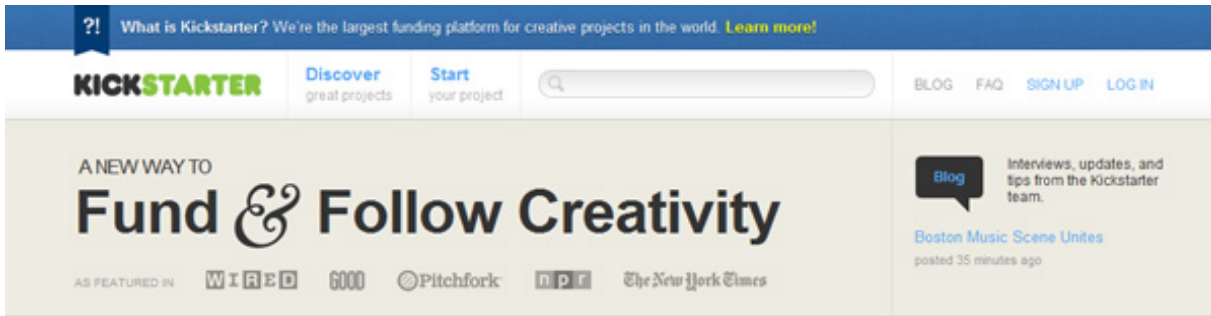 ?! What is Kickstarter? We're the largest funding platform for creative projects in the world. Learn more!
KICKSTARTER
Discover
great projects
Start
your project
BLOG FAQ SIGN UP LOG IN
A NEW WAY TO
Fund & Follow Creativity
AS FEATURED IN WIRED GOOD Pitchfork npr The New York Times
Blog
Interviews, updates, and
tips from the Kickstarter
team.
Boston Music Scene Unites
posted 35 minutes ago